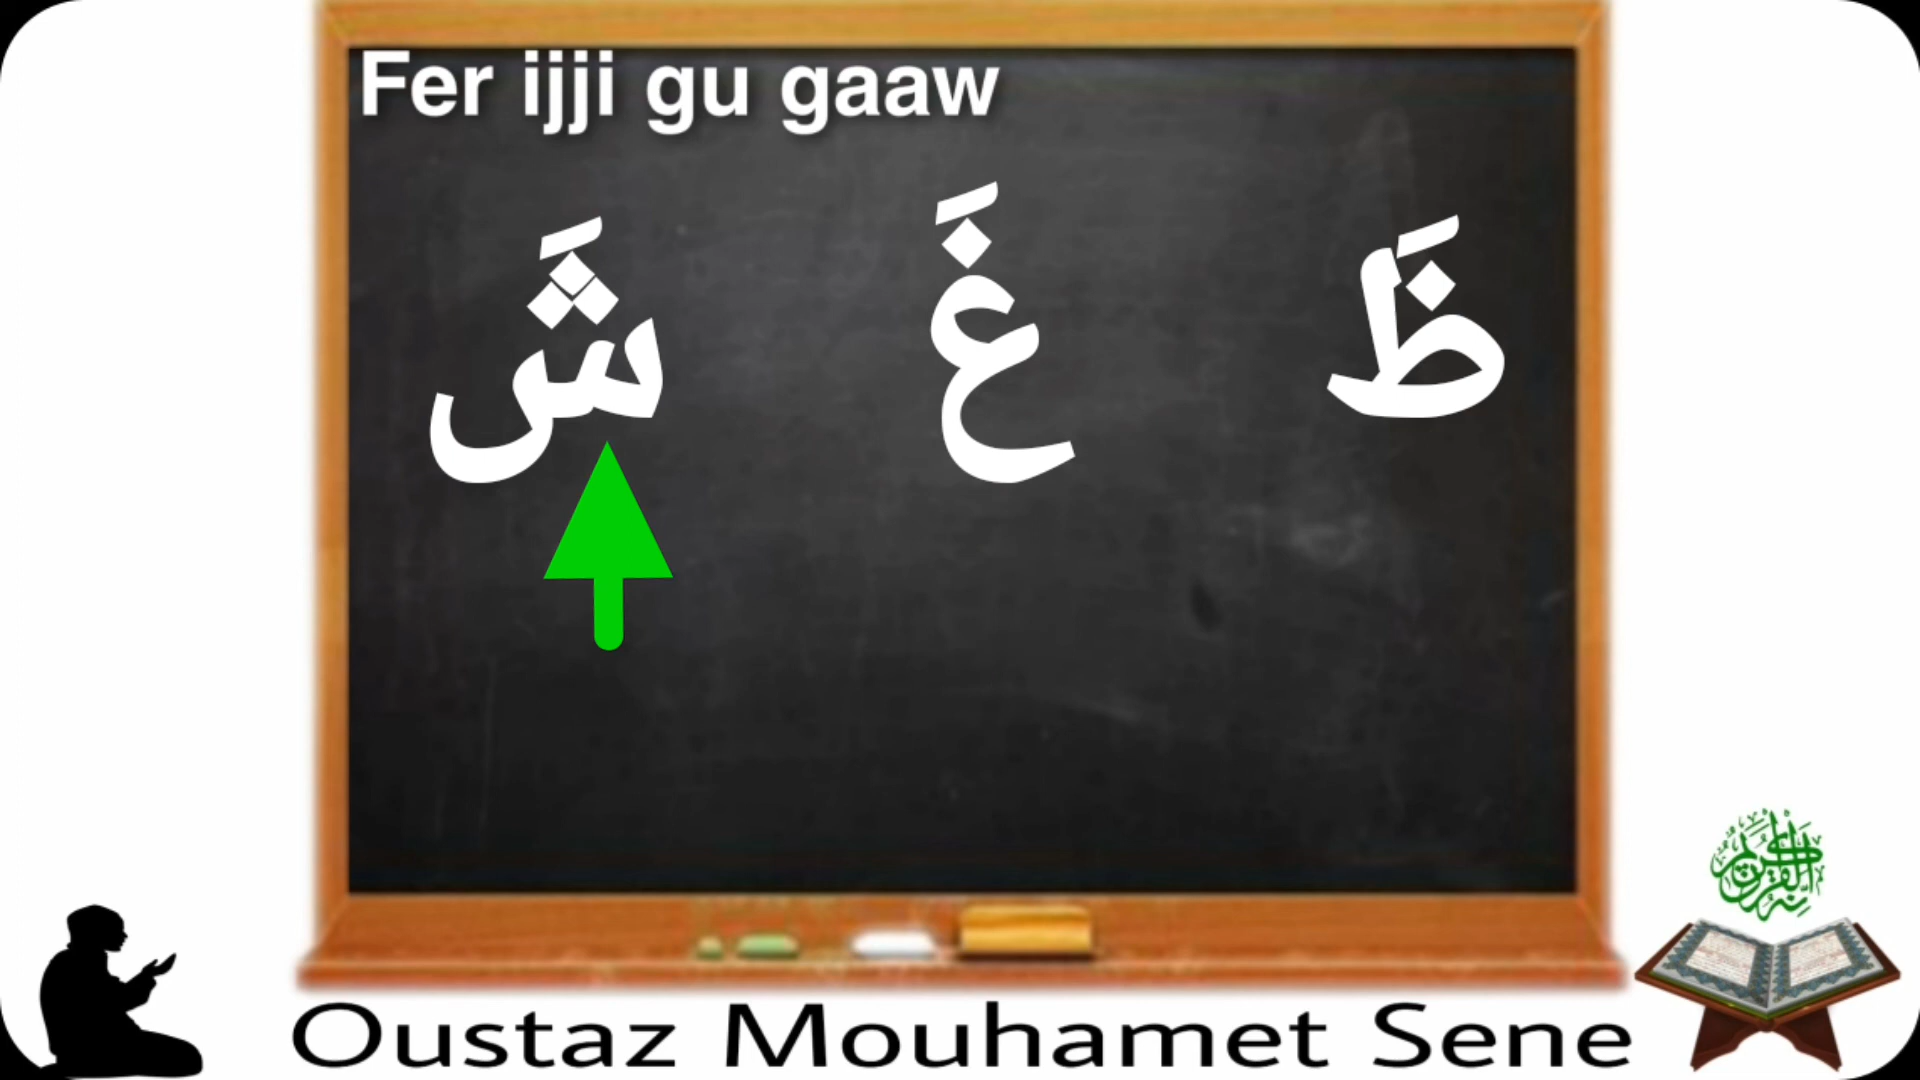 Fer ijji gu gaaw
ظَ غَ شَ
Oustaz Mouhamet Sene